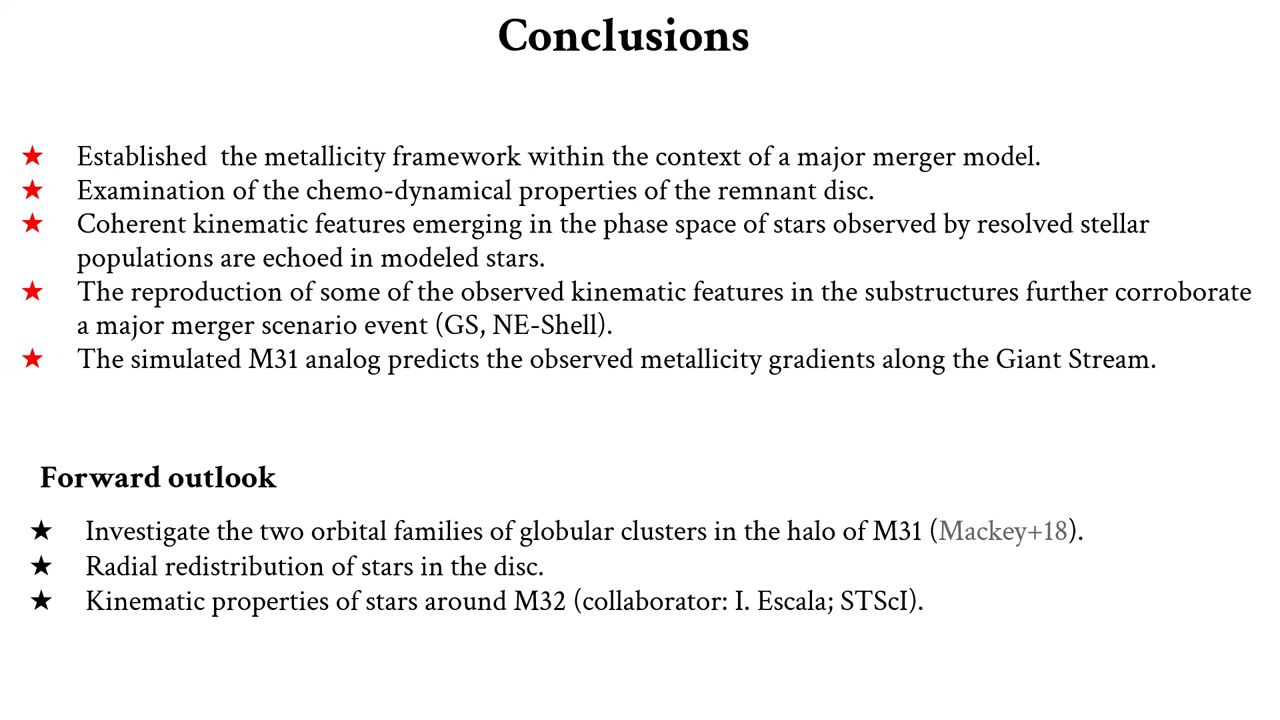 Conclusions
★ Established the metallicity framework within the context of a major merger model.
★ Examination of the chemo-dynamical properties of the remnant disc.
★ Coherent kinematic features emerging in the phase space of stars observed by resolved stellar
populations are echoed in modeled stars.
★ The reproduction of some of the observed kinematic features in the substructures further corroborate
a major merger scenario event (GS, NE-Shell).
★ The simulated M31 analog predicts the observed metallicity gradients along the Giant Stream.
Forward outlook
★ Investigate the two orbital families of globular clusters in the halo of M31 (Mackey+18).
★ Radial redistribution of stars in the disc.
★ Kinematic properties of stars around M32 (collaborator: I. Escala; STScI).